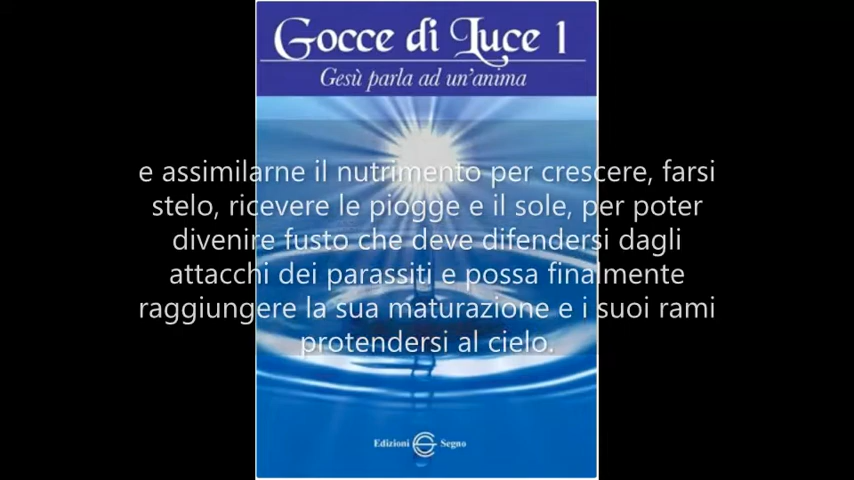 Gocce di Luce 1
Gesù parla ad un'anima
e assimilarne il nutrimento per crescere, farsi
stelo, ricevere le piogge e il sole, per poter
divenire fusto che deve difendersi dagli
attacchi dei parassiti e possa finalmente
raggiungere la sua maturazione e i suoi rami
protendersi al cielo.
Edizioni Segno